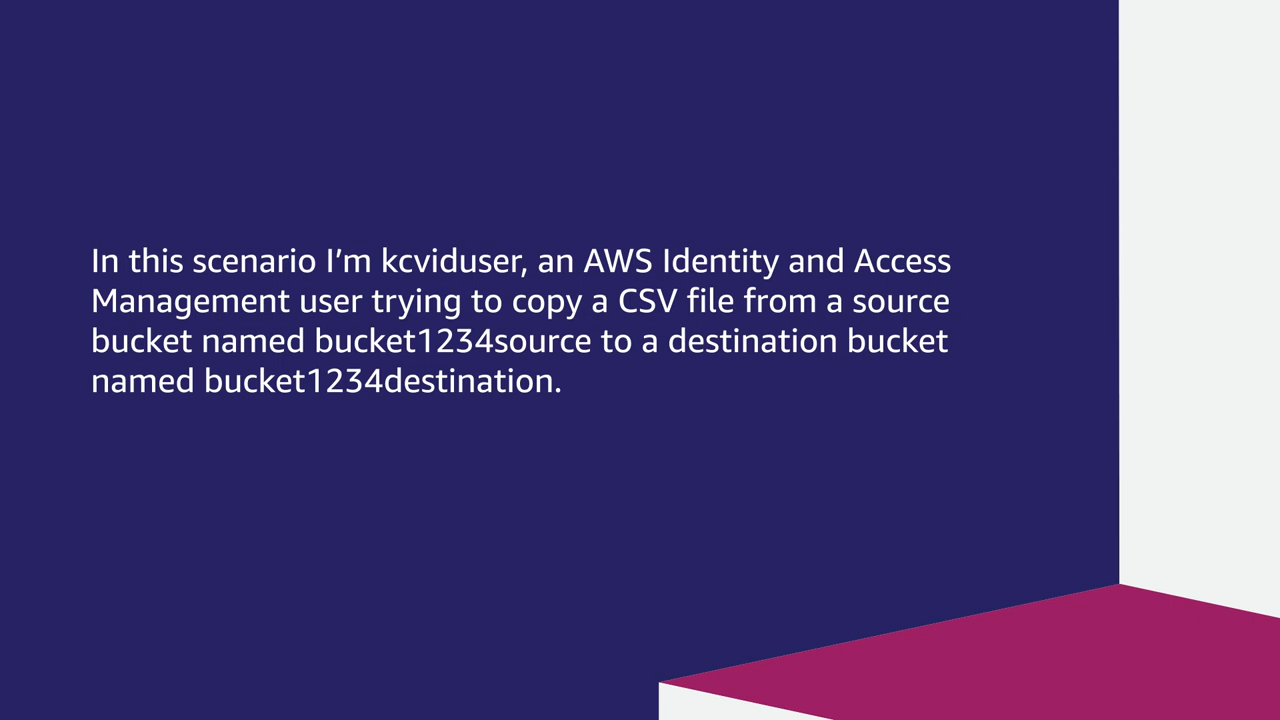 In this scenario I’m kcviduser, an AWS Identity and Access
Management user trying to copy a CSV file from a source
bucket named bucket1234source to a destination bucket
named bucket1234destination.